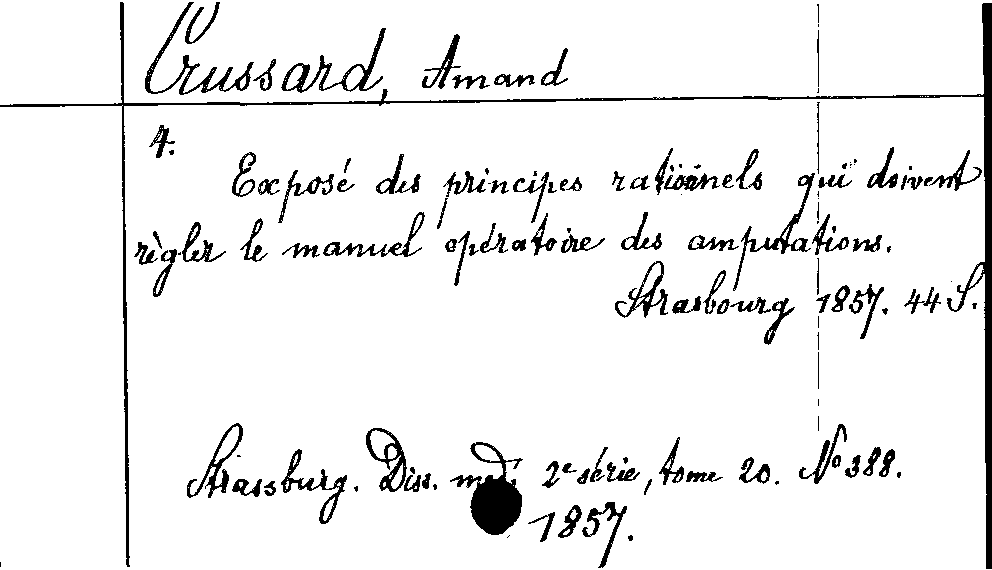 Crussard, Amand
4.
Exposé des principes rationnels qui doivent
règler le manuel opératoire des amputations.
Strasbourg 1857. 44 S.
Strassburg. Diss. med. 2e série, tome 20. No 388.
1857.